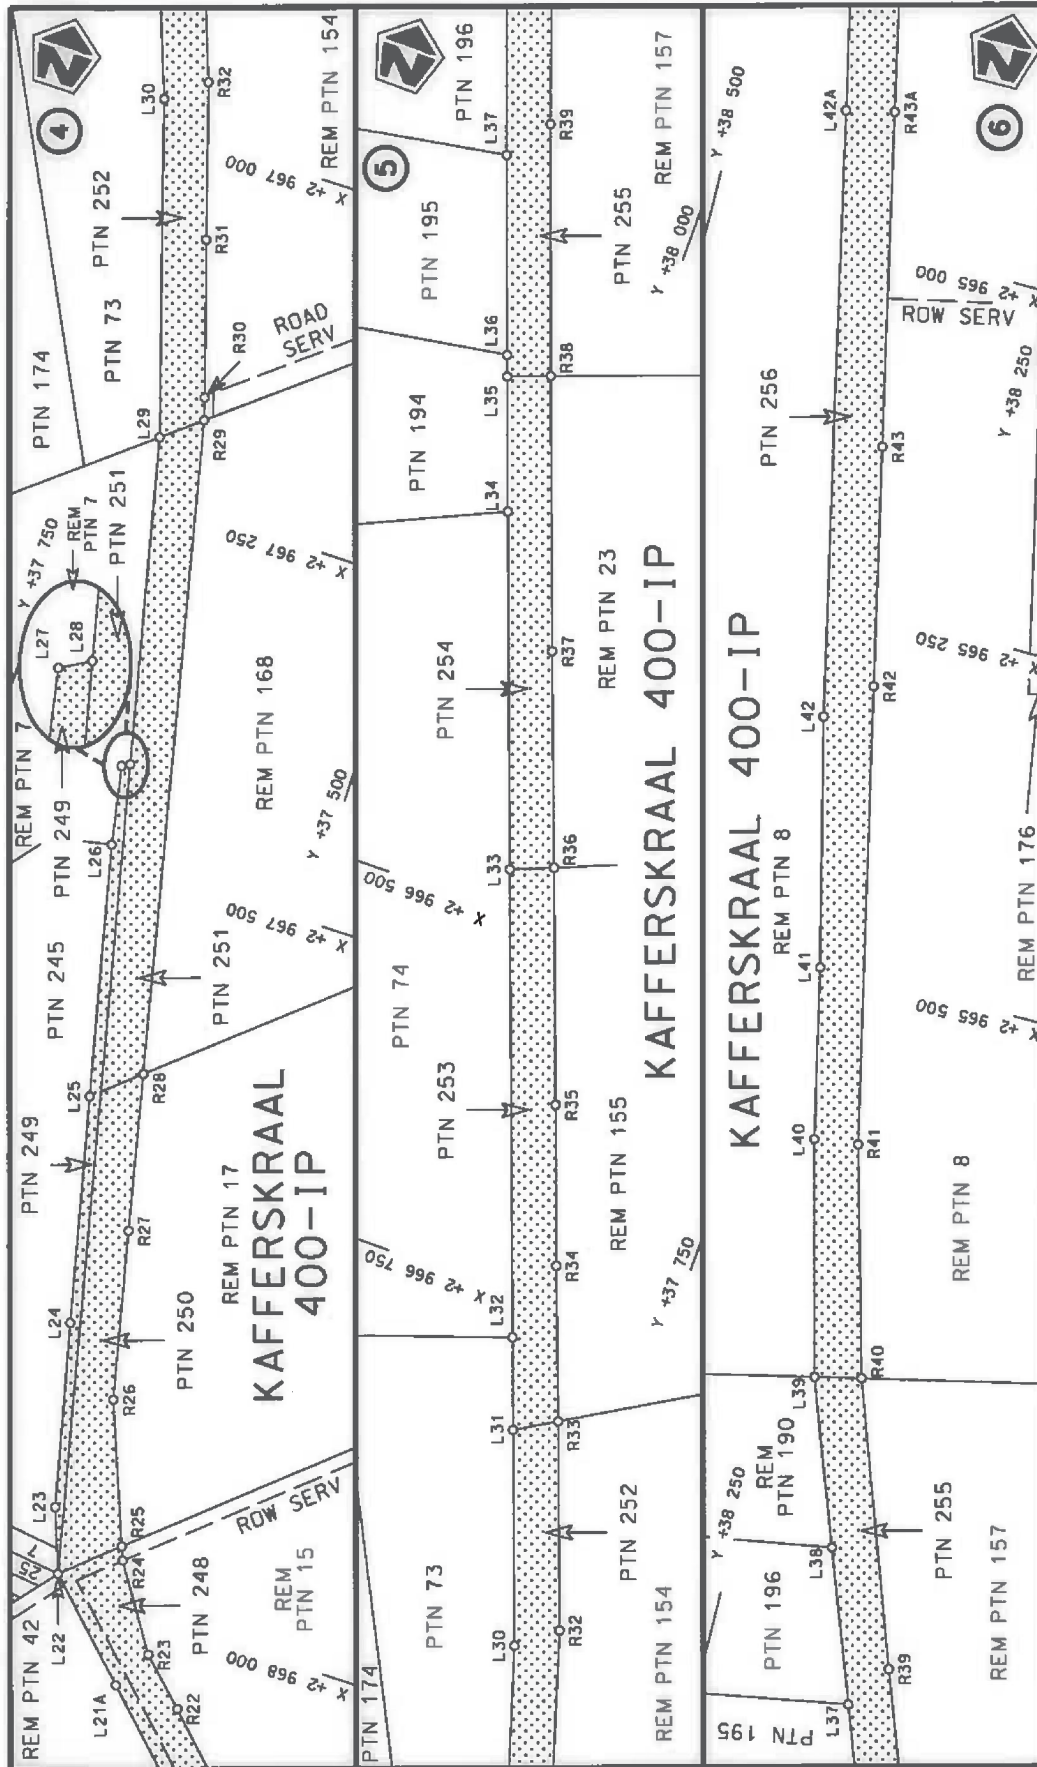 4
REM PTN 42
25
7
L21A
L22
L23
L24
L25
L26
L27
L28
L29
L30
R22
R23
R24
R25
R26
R27
R28
R29
R30
R31
R32
PTN 248
REM
PTN 15
ROW SERV
X +2 968 000
PTN 249
PTN 250
REM PTN 17
KAFFERSKRAAL
400-IP
PTN 245
PTN 249
REM PTN 7
PTN 251
X +2 967 500
Y +37 500
REM PTN 168
Y +37 750
REM
PTN 7
PTN 251
X +2 967 250
PTN 174
PTN 73
PTN 252
ROAD
SERV
X +2 967 000
REM PTN 154
5
PTN 174
PTN 73
L30
L31
L32
L33
L34
L35
L36
L37
R32
R33
R34
R35
R36
R37
R38
R39
PTN 252
REM PTN 154
X +2 966 750
Y +37 750
PTN 74
PTN 253
REM PTN 155
X +2 966 500
PTN 254
REM PTN 23
KAFFERSKRAAL 400-IP
PTN 194
PTN 195
PTN 196
PTN 255
Y +38 000
REM PTN 157
6
PTN 195
L37
L38
L39
L40
L41
L42
L42A
R39
R40
R41
R42
R43
R43A
PTN 196
Y +38 250
REM
PTN 190
PTN 255
REM PTN 157
KAFFERSKRAAL 400-IP
REM PTN 8
REM PTN 8
X +2 965 500
REM PTN 176
X +2 965 250
PTN 256
Y +38 250
ROW SERV
X +2 965 000
Y +38 500